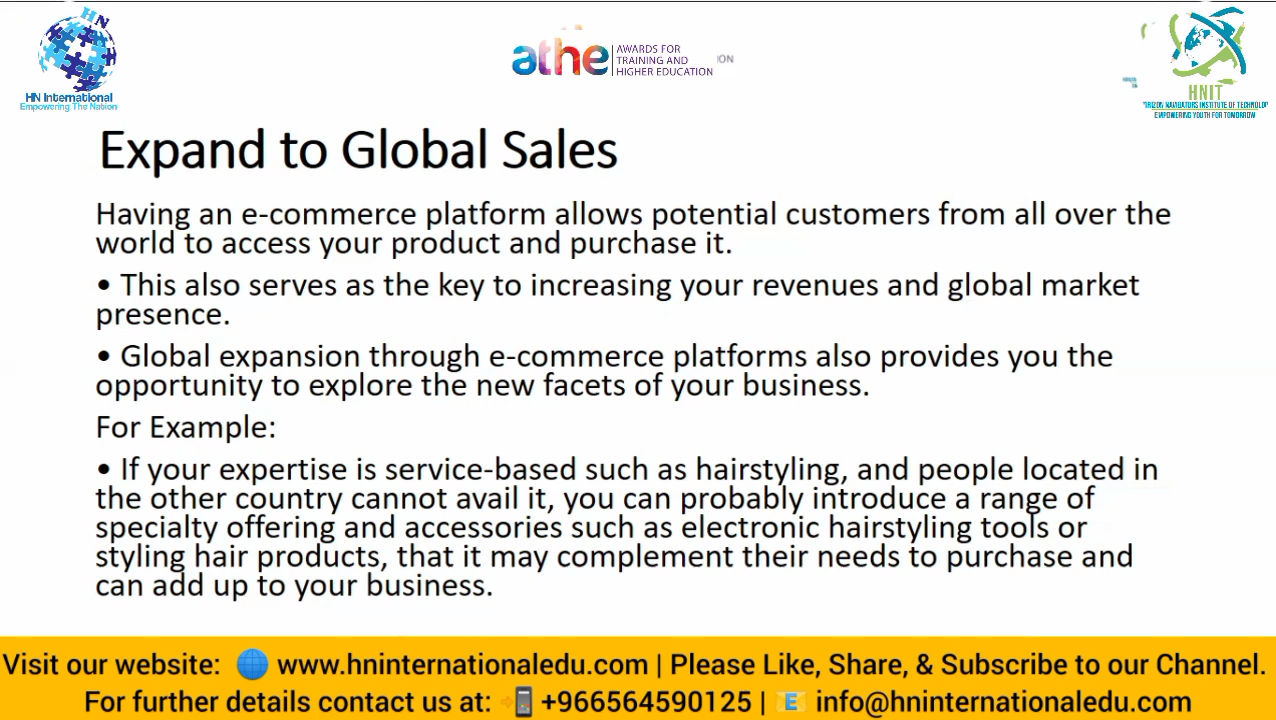 HN
HN International
Empowering The Nation
athe
AWARDS FOR
TRAINING AND
HIGHER EDUCATION
HNIT
INSTITUTE OF TECHNOLOGY
EMPOWERING YOUTH FOR TOMORROW
Expand to Global Sales
Having an e-commerce platform allows potential customers from all over the
world to access your product and purchase it.
• This also serves as the key to increasing your revenues and global market
presence.
• Global expansion through e-commerce platforms also provides you the
opportunity to explore the new facets of your business.
For Example:
• If your expertise is service-based such as hairstyling, and people located in
the other country cannot avail it, you can probably introduce a range of
specialty offering and accessories such as electronic hairstyling tools or
styling hair products, that it may complement their needs to purchase and
can add up to your business.
Visit our website: 🌐 www.hninternationaledu.com | Please Like, Share, & Subscribe to our Channel.
For further details contact us at: 📲 +966564590125 | 📧 info@hninternationaledu.com